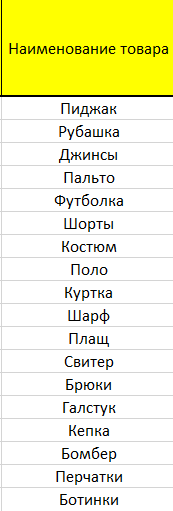 Наименование товара
Пиджак
Рубашка
Джинсы
Пальто
Футболка
Шорты
Костюм
Поло
Куртка
Шарф
Плащ
Свитер
Брюки
Галстук
Кепка
Бомбер
Перчатки
Ботинки